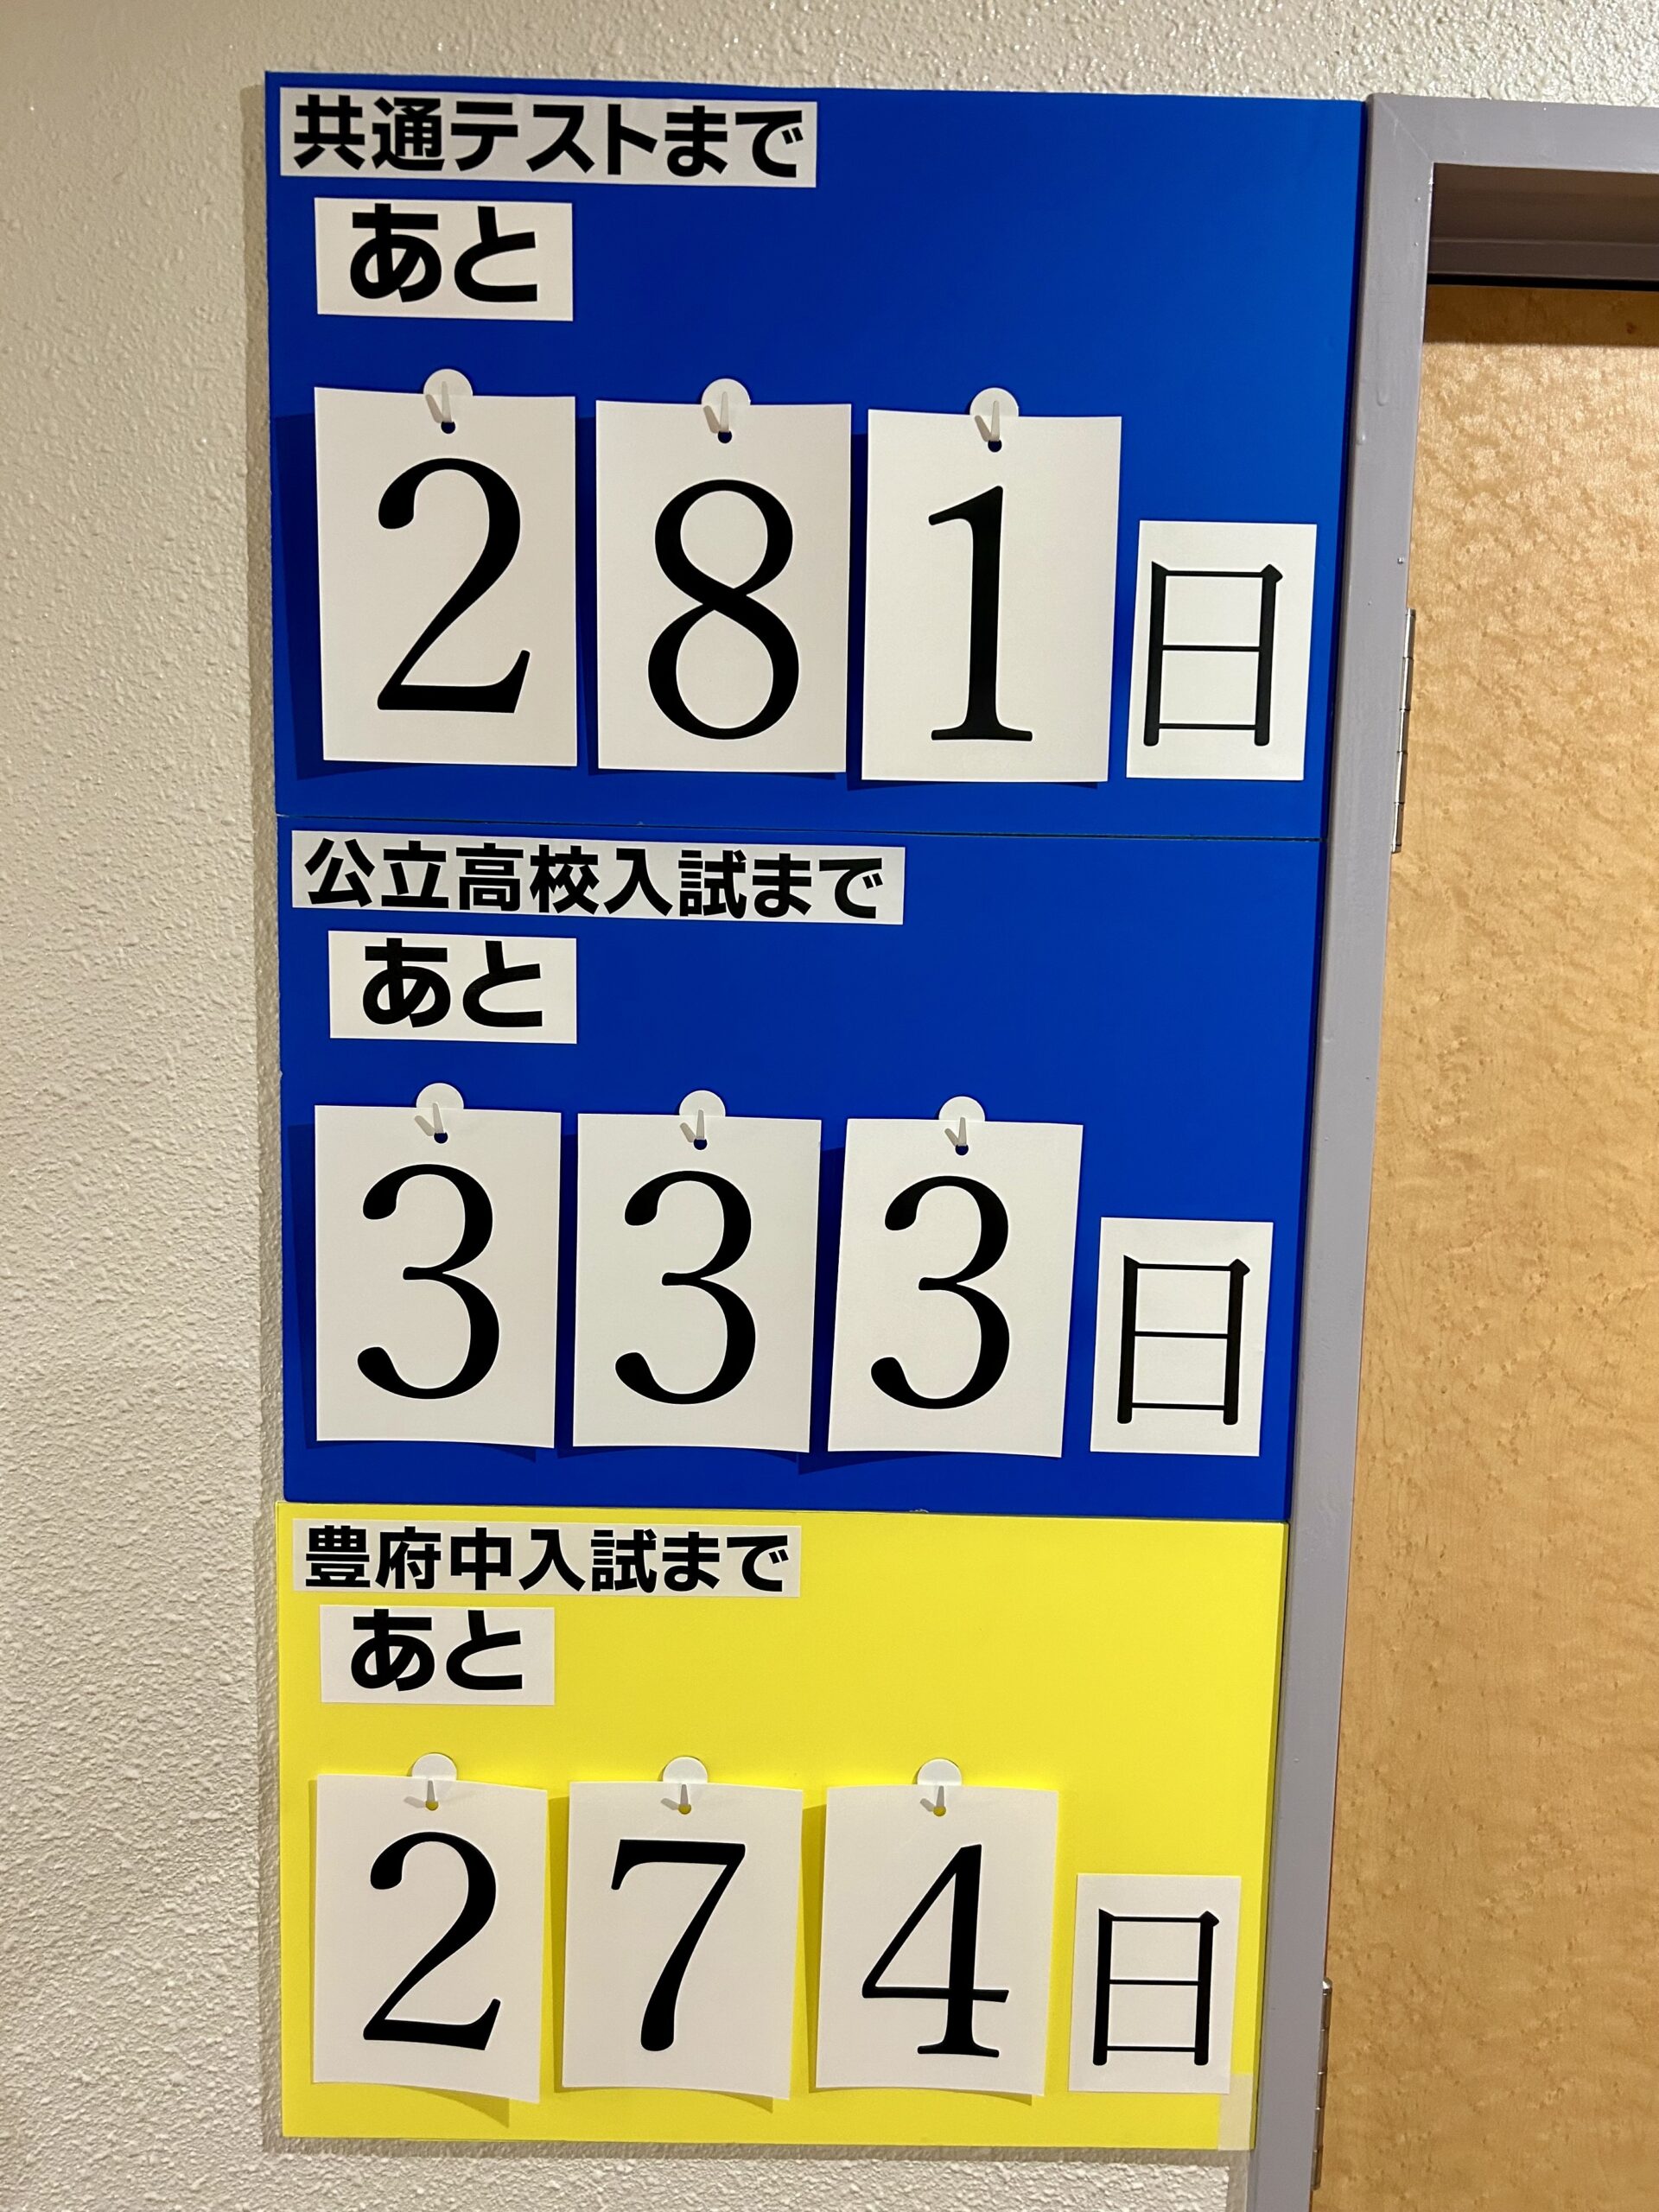 共通テストまで
あと
281日
公立高校入試まで
あと
333日
豊府中入試まで
あと
274日